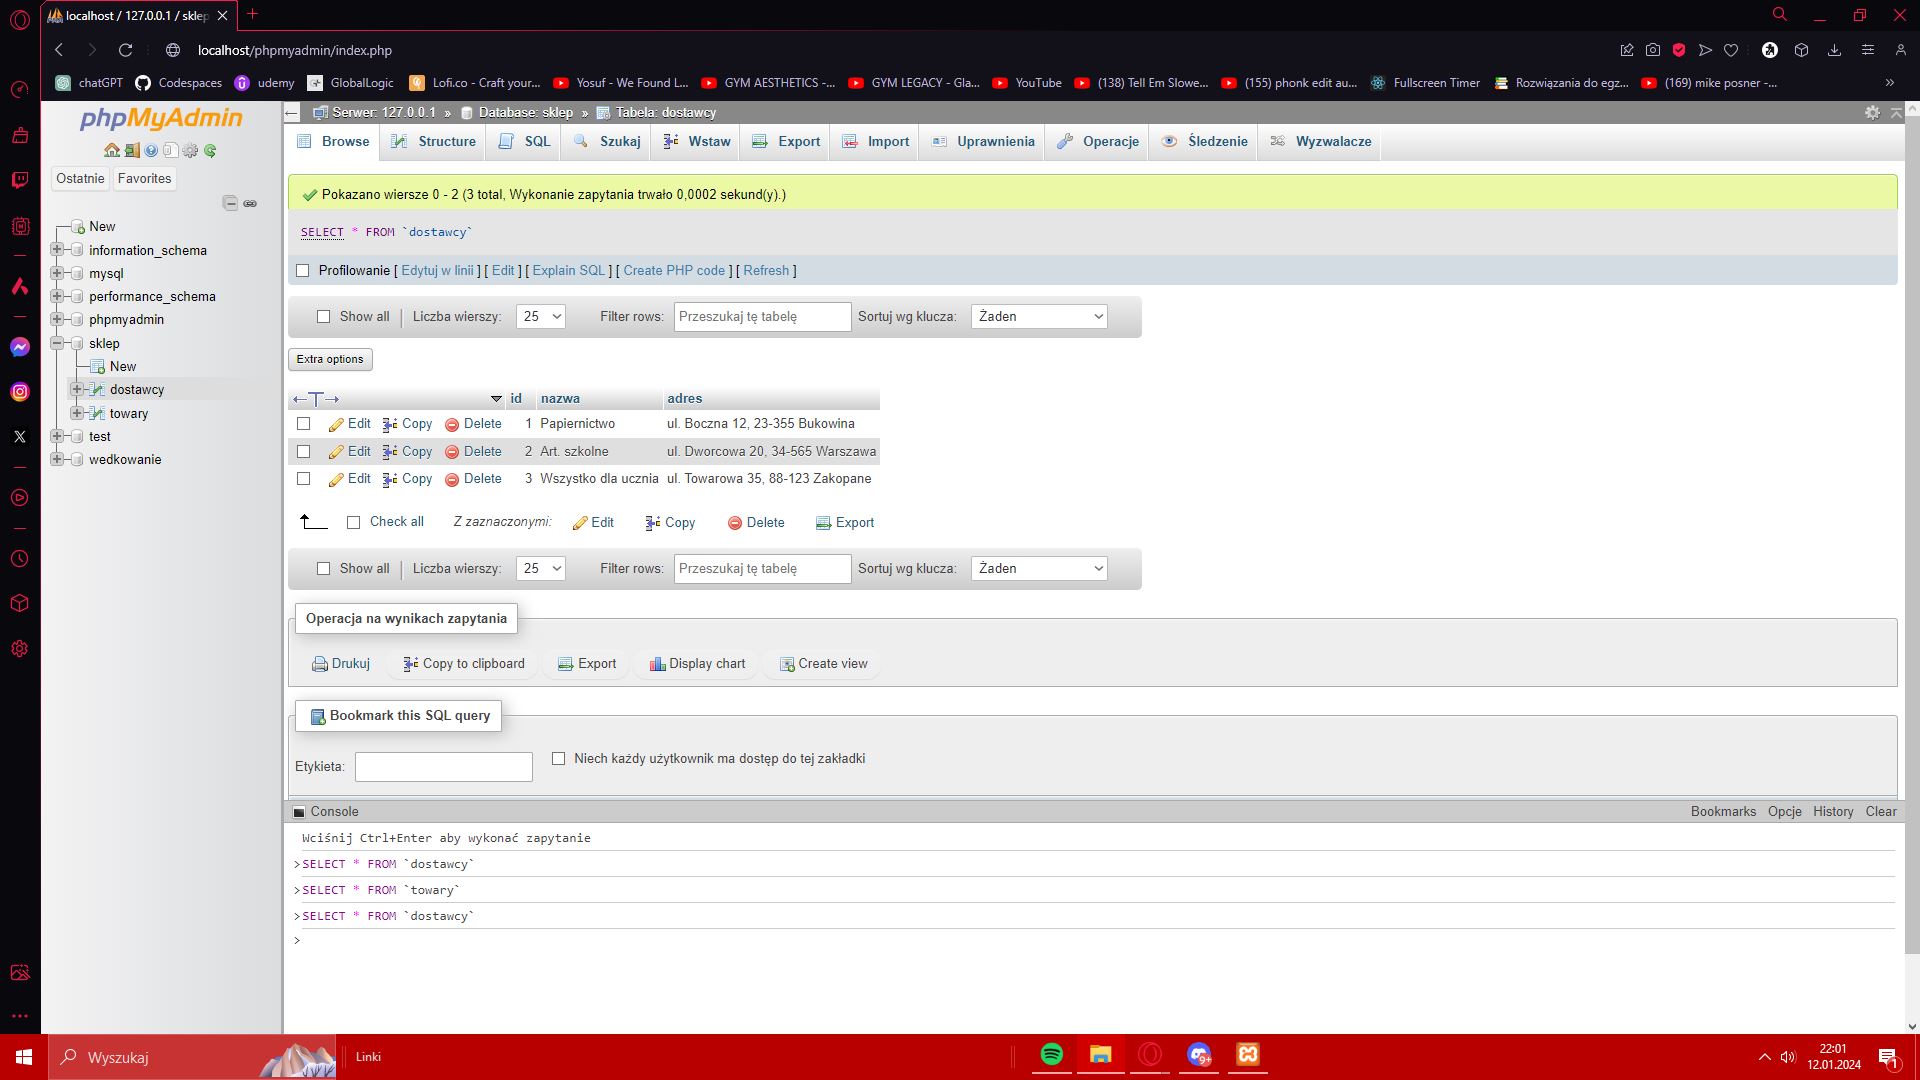 localhost / 127.0.0.1 / sklep
localhost/phpmyadmin/index.php
chatGPT Codespaces udemy GlobalLogic Lofi.co - Craft your... Yosuf - We Found L... GYM AESTHETICS -... GYM LEGACY - Gla... YouTube (138) Tell Em Slowe... (155) phonk edit au... Fullscreen Timer Rozwiązania do egz... (169) mike posner -... »
phpMyAdmin
Ostatnie Favorites
New
information_schema
mysql
performance_schema
phpmyadmin
sklep
New
dostawcy
towary
test
wedkowanie
Serwer: 127.0.0.1 » Database: sklep » Tabela: dostawcy
Browse Structure SQL Szukaj Wstaw Export Import Uprawnienia Operacje Śledzenie Wyzwalacze
Pokazano wiersze 0 - 2 (3 total, Wykonanie zapytania trwało 0,0002 sekund(y).)
SELECT * FROM `dostawcy`
Profilowanie [ Edytuj w linii ] [ Edit ] [ Explain SQL ] [ Create PHP code ] [ Refresh ]
Show all | Liczba wierszy: 25 Filter rows: Przeszukaj tę tabelę Sortuj wg klucza: Żaden
Extra options
←T→ id nazwa adres
Edit Copy Delete 1 Papiernictwo ul. Boczna 12, 23-355 Bukowina
Edit Copy Delete 2 Art. szkolne ul. Dworcowa 20, 34-565 Warszawa
Edit Copy Delete 3 Wszystko dla ucznia ul. Towarowa 35, 88-123 Zakopane
Check all Z zaznaczonymi: Edit Copy Delete Export
Show all | Liczba wierszy: 25 Filter rows: Przeszukaj tę tabelę Sortuj wg klucza: Żaden
Operacja na wynikach zapytania
Drukuj Copy to clipboard Export Display chart Create view
Bookmark this SQL query
Etykieta: Niech każdy użytkownik ma dostęp do tej zakładki
Console Bookmarks Opcje History Clear
Wciśnij Ctrl+Enter aby wykonać zapytanie
>SELECT * FROM `dostawcy`
>SELECT * FROM `towary`
>SELECT * FROM `dostawcy`
>
Wyszukaj Linki 9+ 22:01
12.01.2024 1